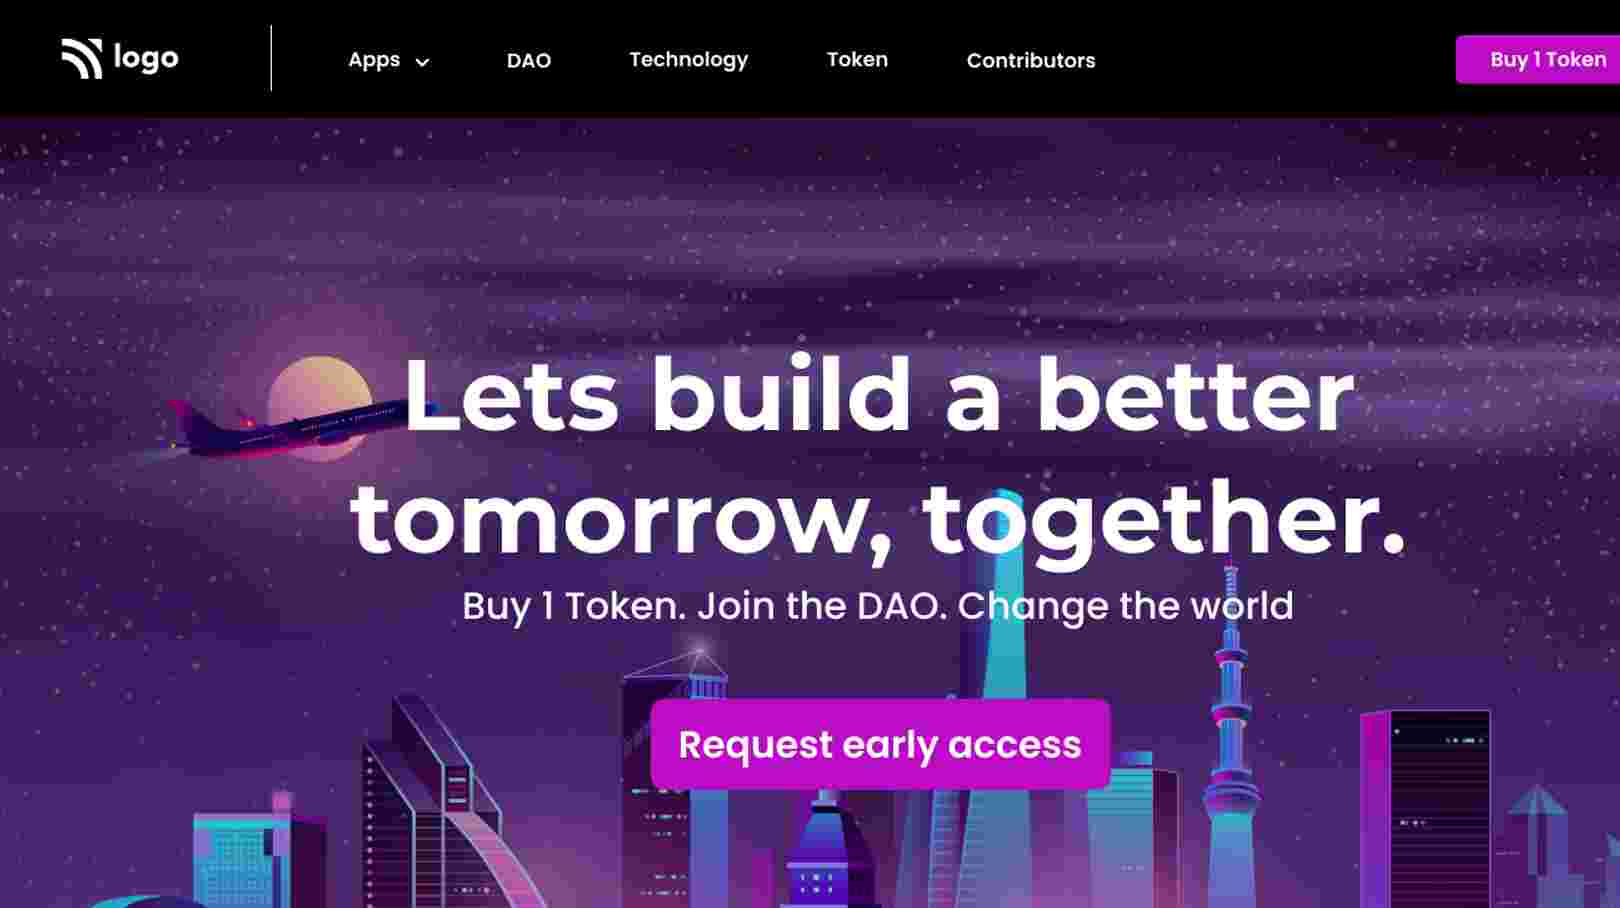 logo
Apps
DAO
Technology
Token
Contributors
Buy 1 Token
Lets build a better
tomorrow, together.
Buy 1 Token. Join the DAO. Change the world
Request early access